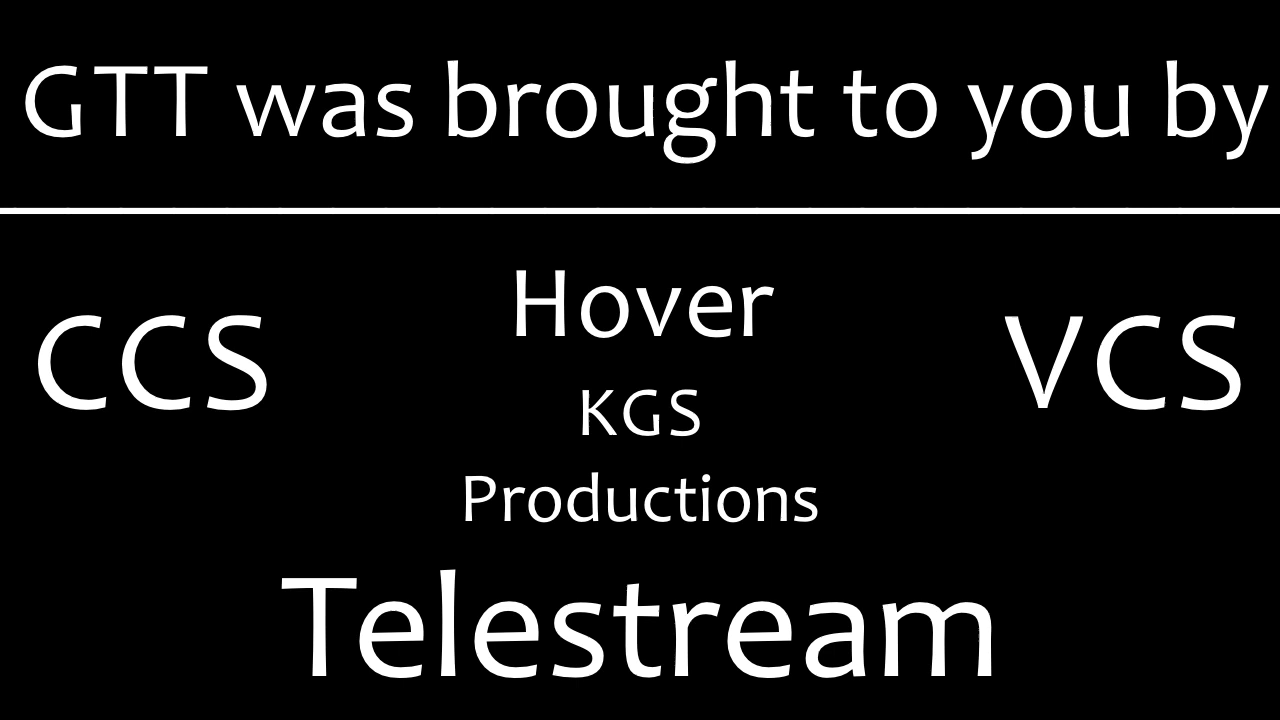 GTT was brought to you by
CCS
Hover
VCS
KGS
Productions
Telestream